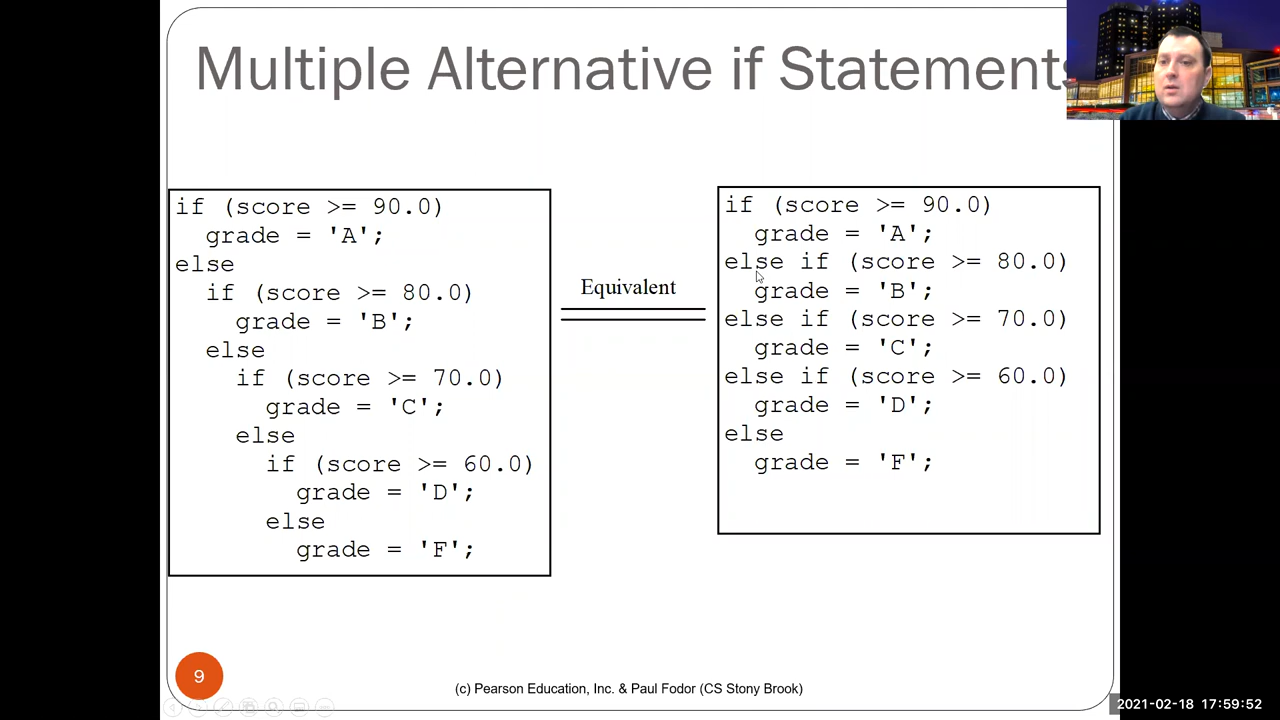 Multiple Alternative if Statements
if (score >= 90.0)
grade = 'A';
else
if (score >= 80.0)
grade = 'B';
else
if (score >= 70.0)
grade = 'C';
else
if (score >= 60.0)
grade = 'D';
else
grade = 'F';
Equivalent
if (score >= 90.0)
grade = 'A';
else if (score >= 80.0)
grade = 'B';
else if (score >= 70.0)
grade = 'C';
else if (score >= 60.0)
grade = 'D';
else
grade = 'F';
9
(c) Pearson Education, Inc. & Paul Fodor (CS Stony Brook)
2021-02-18 17:59:52